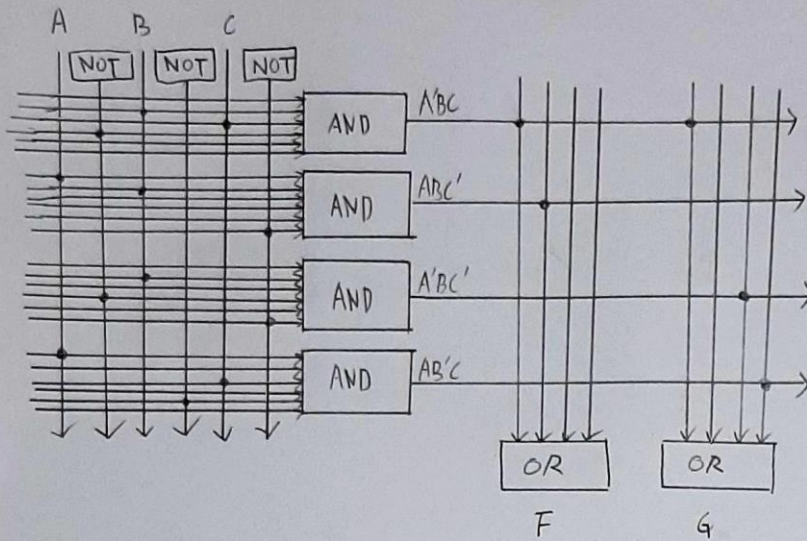 A B C
NOT NOT NOT
AND A'BC
AND ABC'
AND A'BC'
AND AB'C
OR OR
F G